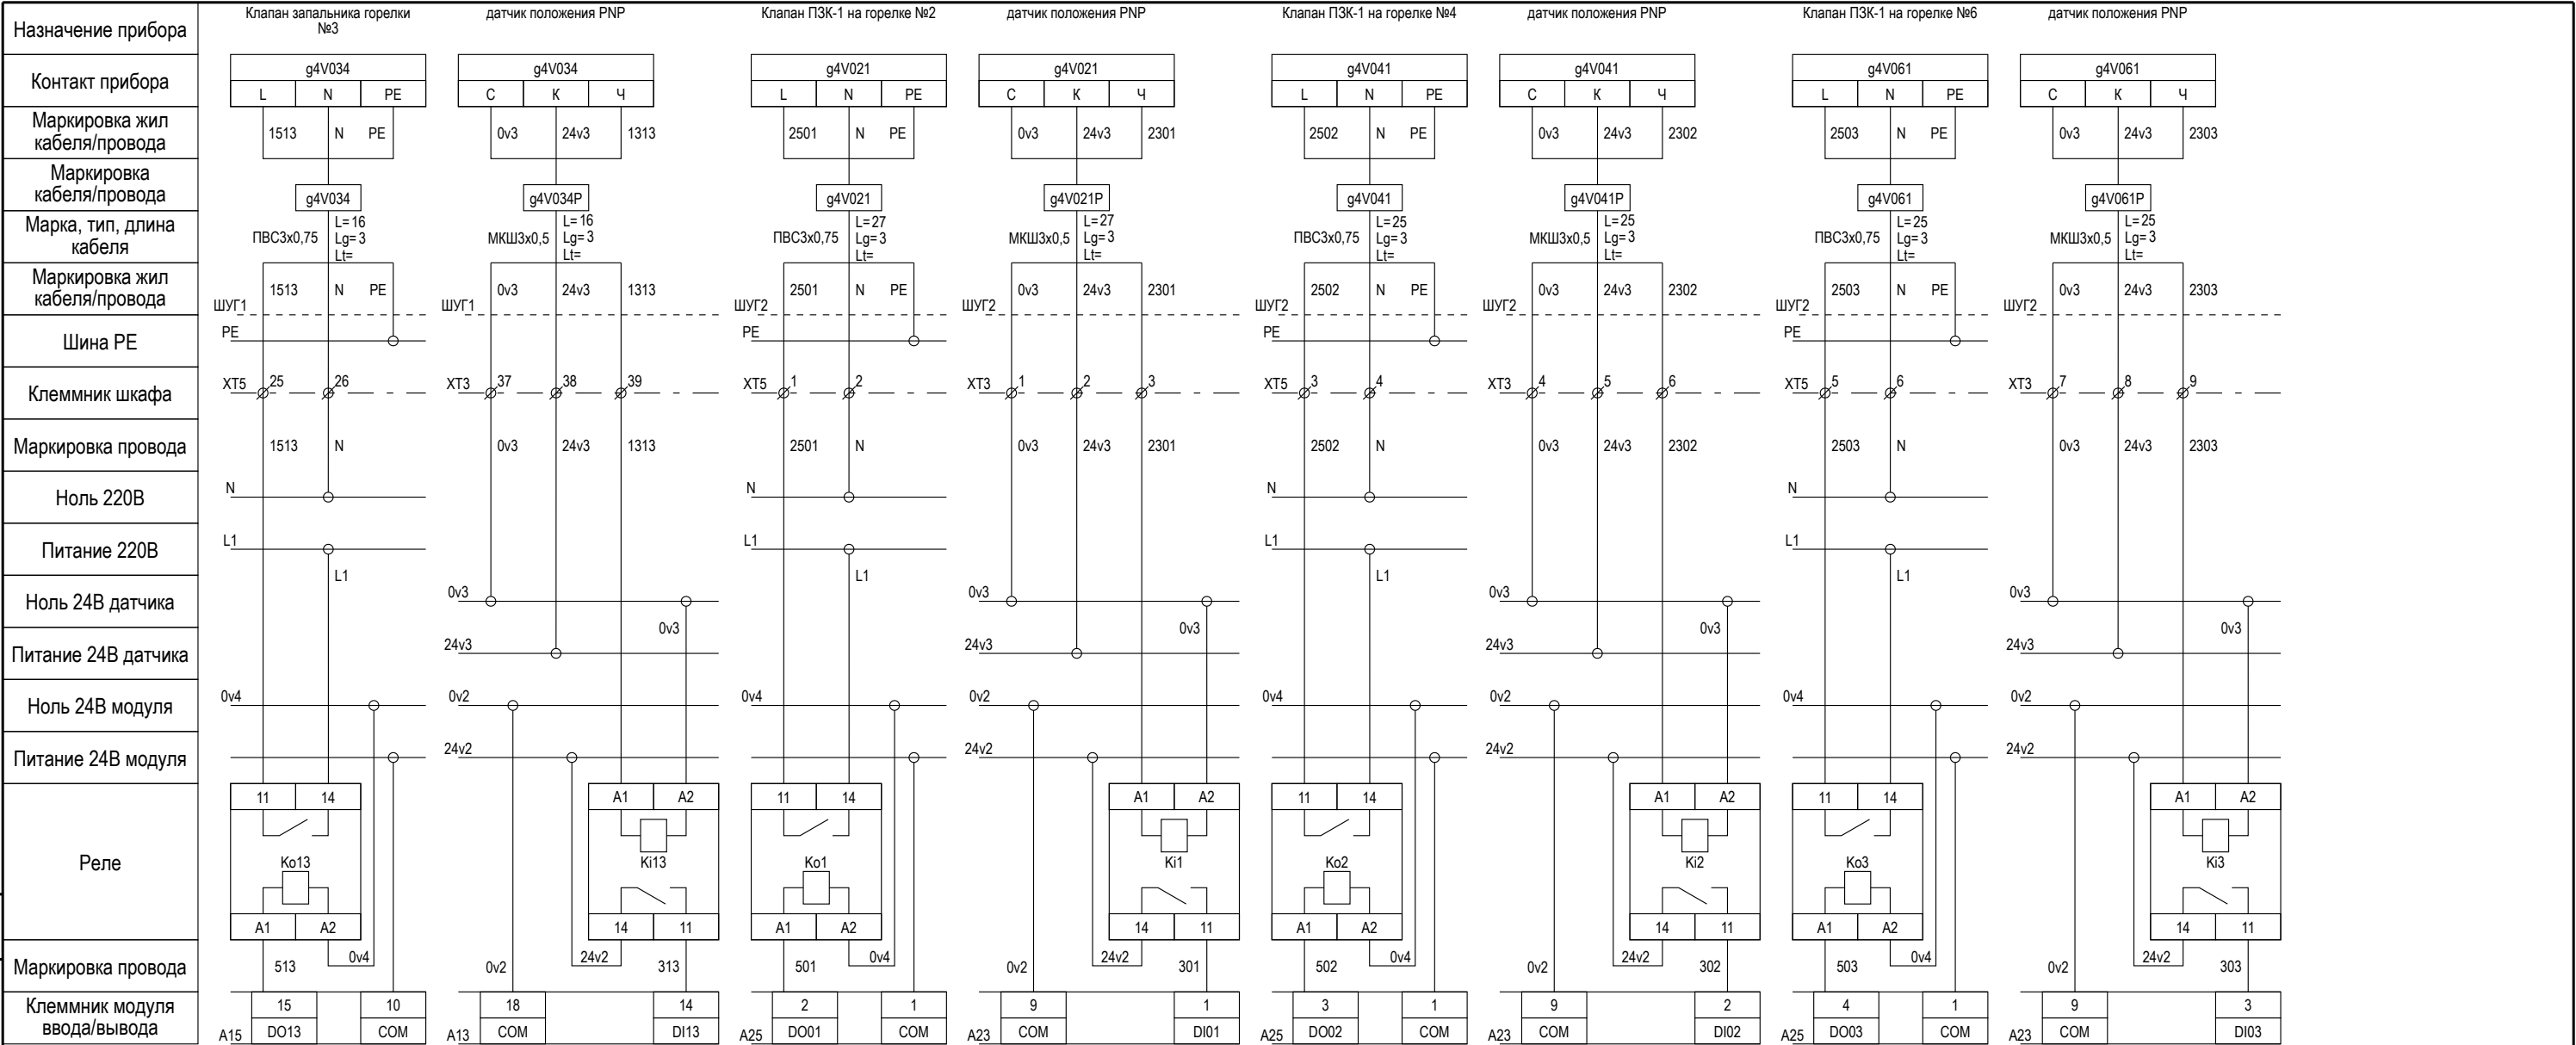 Назначение прибора
Клапан запальника горелки
№3
датчик положения PNP
Клапан ПЗК-1 на горелке №2
датчик положения PNP
Клапан ПЗК-1 на горелке №4
датчик положения PNP
Клапан ПЗК-1 на горелке №6
датчик положения PNP
Контакт прибора
g4V034 g4V034 g4V021 g4V021 g4V041 g4V041 g4V061 g4V061
L N PE С К Ч L N PE С К Ч L N PE С К Ч L N PE С К Ч
Маркировка жил
кабеля/провода
1513 N PE 0v3 24v3 1313 2501 N PE 0v3 24v3 2301 2502 N PE 0v3 24v3 2302 2503 N PE 0v3 24v3 2303
Маркировка
кабеля/провода
g4V034 g4V034P g4V021 g4V021P g4V041 g4V041P g4V061 g4V061P
Марка, тип, длина
кабеля
ПВС3х0,75 L=16 Lg=3 Lt=
МКШ3х0,5 L=16 Lg=3 Lt=
ПВС3х0,75 L=27 Lg=3 Lt=
МКШ3х0,5 L=27 Lg=3 Lt=
ПВС3х0,75 L=25 Lg=3 Lt=
МКШ3х0,5 L=25 Lg=3 Lt=
ПВС3х0,75 L=25 Lg=3 Lt=
МКШ3х0,5 L=25 Lg=3 Lt=
Маркировка жил
кабеля/провода
1513 N PE 0v3 24v3 1313 2501 N PE 0v3 24v3 2301 2502 N PE 0v3 24v3 2302 2503 N PE 0v3 24v3 2303
ШУГ1 ШУГ1 ШУГ2 ШУГ2 ШУГ2 ШУГ2 ШУГ2 ШУГ2
Шина PE
PE PE PE PE
Клеммник шкафа
XT5 25 26 XT3 37 38 39 XT5 1 2 XT3 1 2 3 XT5 3 4 XT3 4 5 6 XT5 5 6 XT3 7 8 9
Маркировка провода
1513 N 0v3 24v3 1313 2501 N 0v3 24v3 2301 2502 N 0v3 24v3 2302 2503 N 0v3 24v3 2303
Ноль 220В
N N N N
Питание 220В
L1 L1 L1 L1
L1 L1 L1 L1
Ноль 24В датчика
0v3 0v3 0v3 0v3
0v3 0v3 0v3 0v3
Питание 24В датчика
24v3 24v3 24v3 24v3
Ноль 24В модуля
0v4 0v2 0v4 0v2 0v4 0v2 0v4 0v2
Питание 24В модуля
24v2 24v2 24v2 24v2
Реле
11 14 A1 A2 11 14 A1 A2 11 14 A1 A2 11 14 A1 A2
Ko13 Ki13 Ko1 Ki1 Ko2 Ki2 Ko3 Ki3
A1 A2 14 11 A1 A2 14 11 A1 A2 14 11 A1 A2 14 11
Маркировка провода
513 0v4 0v2 24v2 313 501 0v4 0v2 24v2 301 502 0v4 0v2 24v2 302 503 0v4 0v2 24v2 303
Клеммник модуля
ввода/вывода
15 10 18 14 2 1 9 1 3 1 9 2 4 1 9 3
A15 DO13 COM A13 COM DI13 A25 DO01 COM A23 COM DI01 A25 DO02 COM A23 COM DI02 A25 DO03 COM A23 COM DI03